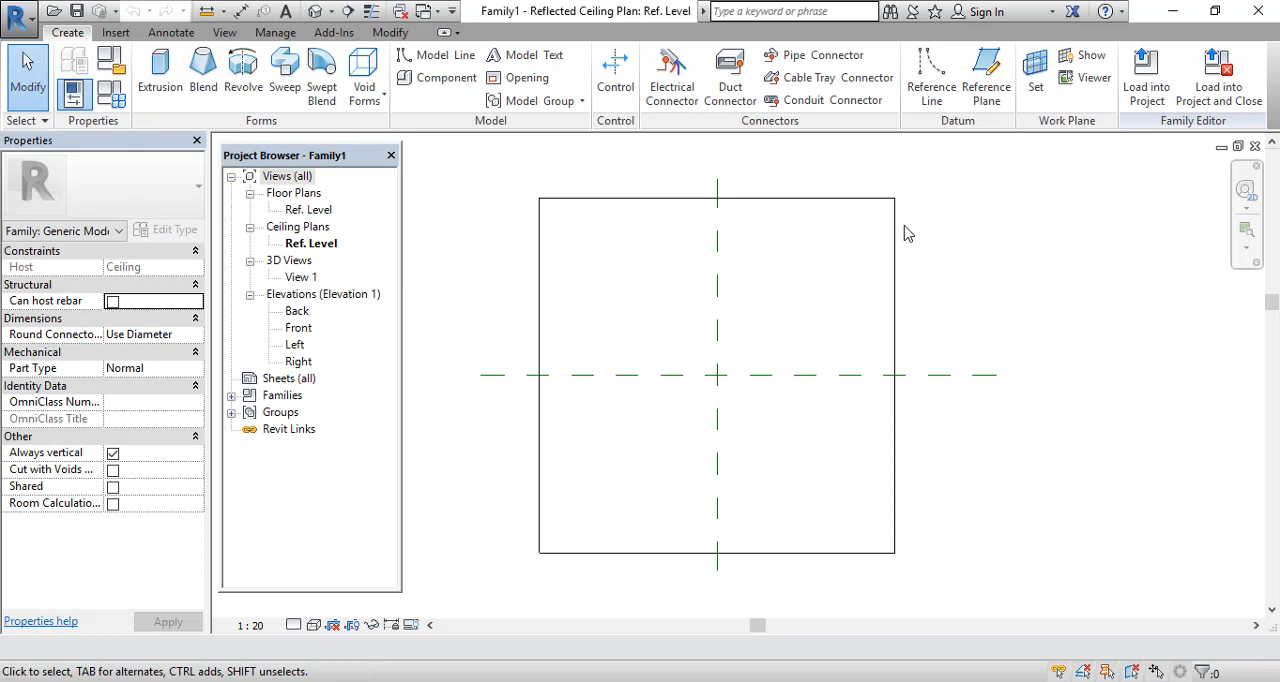 Family1 - Reflected Ceiling Plan: Ref. Level
Type a keyword or phrase
Sign In
Create Insert Annotate View Manage Add-Ins Modify
Modify
Select
Properties
Extrusion
Blend
Revolve
Sweep
Swept Blend
Void Forms
Forms
Model Line
Component
Model Text
Opening
Model Group
Model
Control
Control
Electrical Connector
Duct Connector
Pipe Connector
Cable Tray Connector
Conduit Connector
Connectors
Reference Line
Reference Plane
Datum
Set
Show
Viewer
Work Plane
Load into Project
Load into Project and Close
Family Editor
Properties
R
Family: Generic Mode
Edit Type
Constraints
Host Ceiling
Structural
Can host rebar
Dimensions
Round Connecto... Use Diameter
Mechanical
Part Type Normal
Identity Data
OmniClass Num...
OmniClass Title
Other
Always vertical
Cut with Voids ...
Shared
Room Calculatio...
Properties help
Apply
Project Browser - Family1
Views (all)
Floor Plans
Ref. Level
Ceiling Plans
Ref. Level
3D Views
View 1
Elevations (Elevation 1)
Back
Front
Left
Right
Sheets (all)
Families
Groups
Revit Links
2D
1 : 20
Click to select, TAB for alternates, CTRL adds, SHIFT unselects.
:0